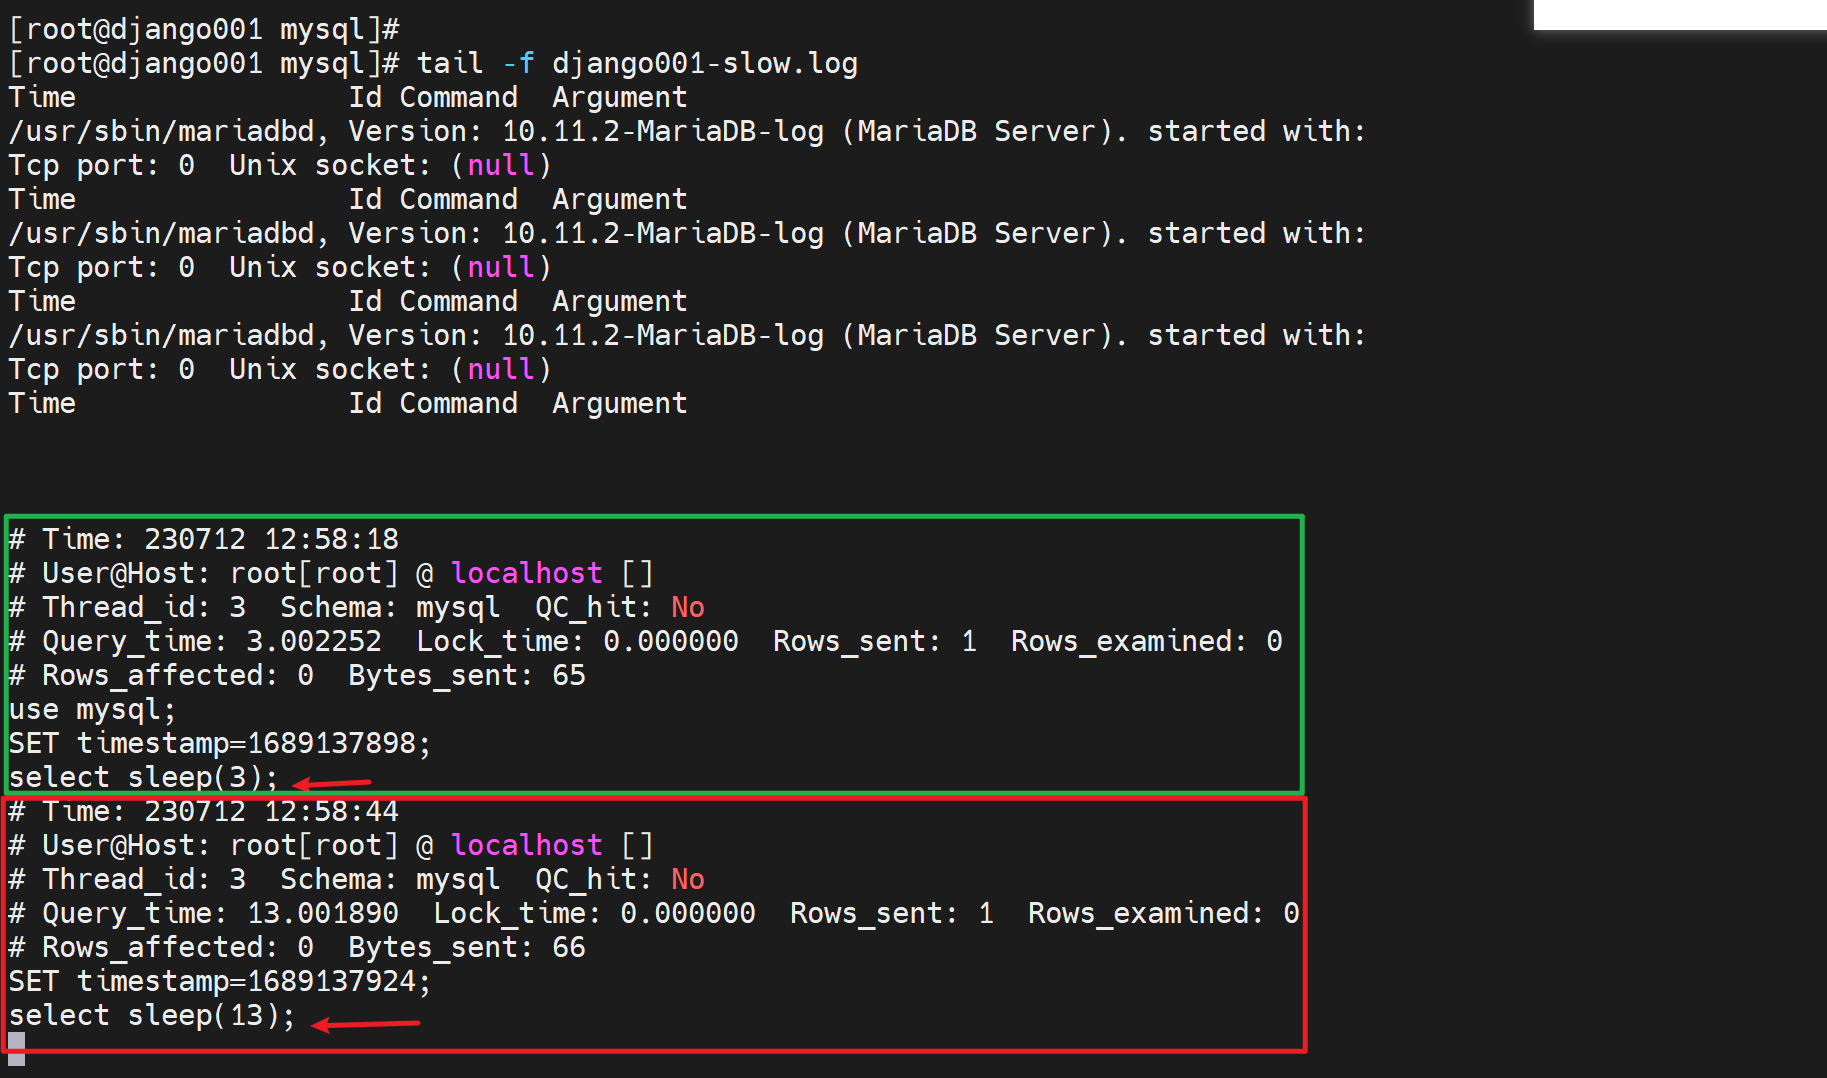 [root@django001 mysql]#
[root@django001 mysql]# tail -f django001-slow.log
Time                Id Command  Argument
/usr/sbin/mariadbd, Version: 10.11.2-MariaDB-log (MariaDB Server). started with:
Tcp port: 0  Unix socket: (null)
Time                Id Command  Argument
/usr/sbin/mariadbd, Version: 10.11.2-MariaDB-log (MariaDB Server). started with:
Tcp port: 0  Unix socket: (null)
Time                Id Command  Argument
/usr/sbin/mariadbd, Version: 10.11.2-MariaDB-log (MariaDB Server). started with:
Tcp port: 0  Unix socket: (null)
Time                Id Command  Argument
# Time: 230712 12:58:18
# User@Host: root[root] @ localhost []
# Thread_id: 3  Schema: mysql  QC_hit: No
# Query_time: 3.002252  Lock_time: 0.000000  Rows_sent: 1  Rows_examined: 0
# Rows_affected: 0  Bytes_sent: 65
use mysql;
SET timestamp=1689137898;
select sleep(3);
# Time: 230712 12:58:44
# User@Host: root[root] @ localhost []
# Thread_id: 3  Schema: mysql  QC_hit: No
# Query_time: 13.001890  Lock_time: 0.000000  Rows_sent: 1  Rows_examined: 0
# Rows_affected: 0  Bytes_sent: 66
SET timestamp=1689137924;
select sleep(13);